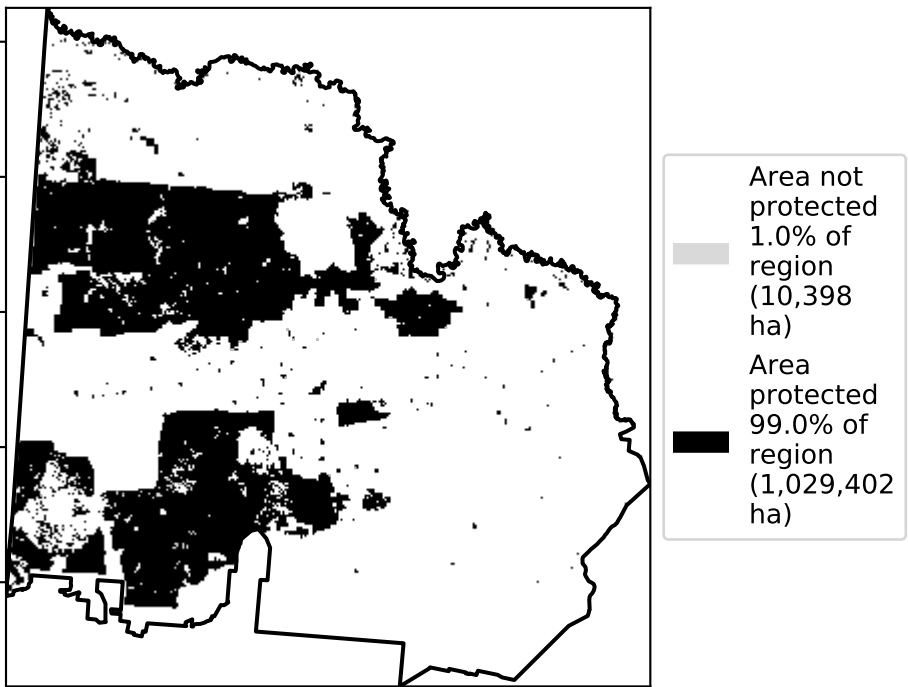 Area not
protected
1.0% of
region
(10,398
ha)
Area
protected
99.0% of
region
(1,029,402
ha)